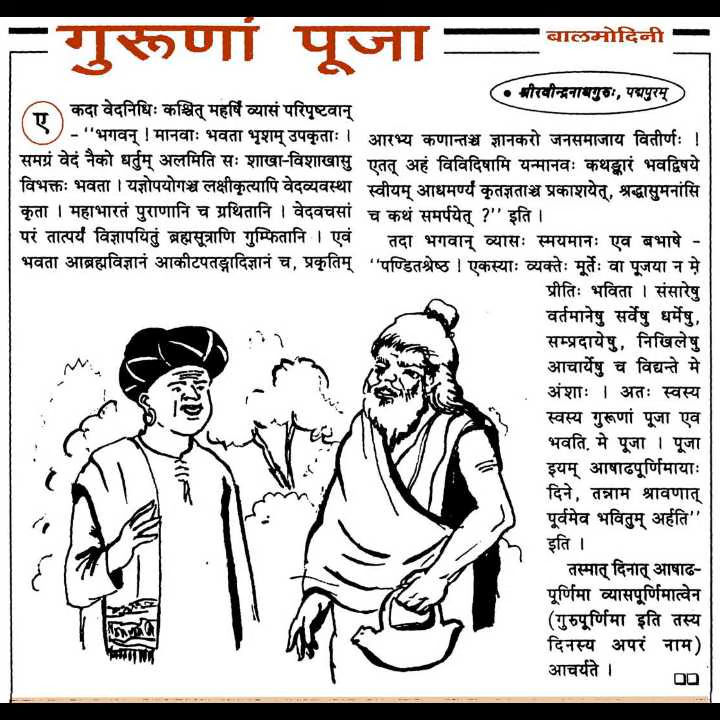 गुरूणां पूजा
बालमोदिनी
• श्रीरवीन्द्रनाथगुरुः, पद्मपुरम्
एकदा वेदनिधिः कश्चित् महर्षिं व्यासं परिपृष्टवान्
- ‘‘भगवन् ! मानवाः भवता भृशम् उपकृताः ।
समग्रं वेदं नैको धर्तुम् अलमिति सः शाखा-विशाखासु
विभक्तः भवता । यज्ञोपयोगञ्च लक्षीकृत्यापि वेदव्यवस्था
कृता । महाभारतं पुराणानि च ग्रथितानि । वेदवचसां
परं तात्पर्यं विज्ञापयितुं ब्रह्मसूत्राणि गुम्फितानि । एवं
भवता आब्रह्मविज्ञानं आकीटपतङ्गादिज्ञानं च, प्रकृतिम्
आरभ्य कणान्तञ्च ज्ञानकरो जनसमाजाय वितीर्णः !
एतत् अहं विविदिषामि यन्मानवः कथङ्कारं भवद्विषये
स्वीयम् आधमर्ण्यं कृतज्ञताञ्च प्रकाशयेत्, श्रद्धासुमनांसि
च कथं समर्पयेत् ?’’ इति ।
तदा भगवान् व्यासः स्मयमानः एव बभाषे -
‘‘पण्डितश्रेष्ठ ! एकस्याः व्यक्तेः मूर्तेः वा पूजया न मे
प्रीतिः भविता । संसारेषु
वर्तमानेषु सर्वेषु धर्मेषु,
सम्प्रदायेषु, निखिलेषु
आचार्येषु च विद्यन्ते मे
अंशाः । अतः स्वस्य
स्वस्य गुरूणां पूजा एव
भवति मे पूजा । पूजा
इयम् आषाढपूर्णिमायाः
दिने, तन्नाम श्रावणात्
पूर्वमेव भवितुम् अर्हति’’
इति ।
तस्मात् दिनात् आषाढ-
पूर्णिमा व्यासपूर्णिमात्वेन
(गुरुपूर्णिमा इति तस्य
दिनस्य अपरं नाम)
आचर्यते ।